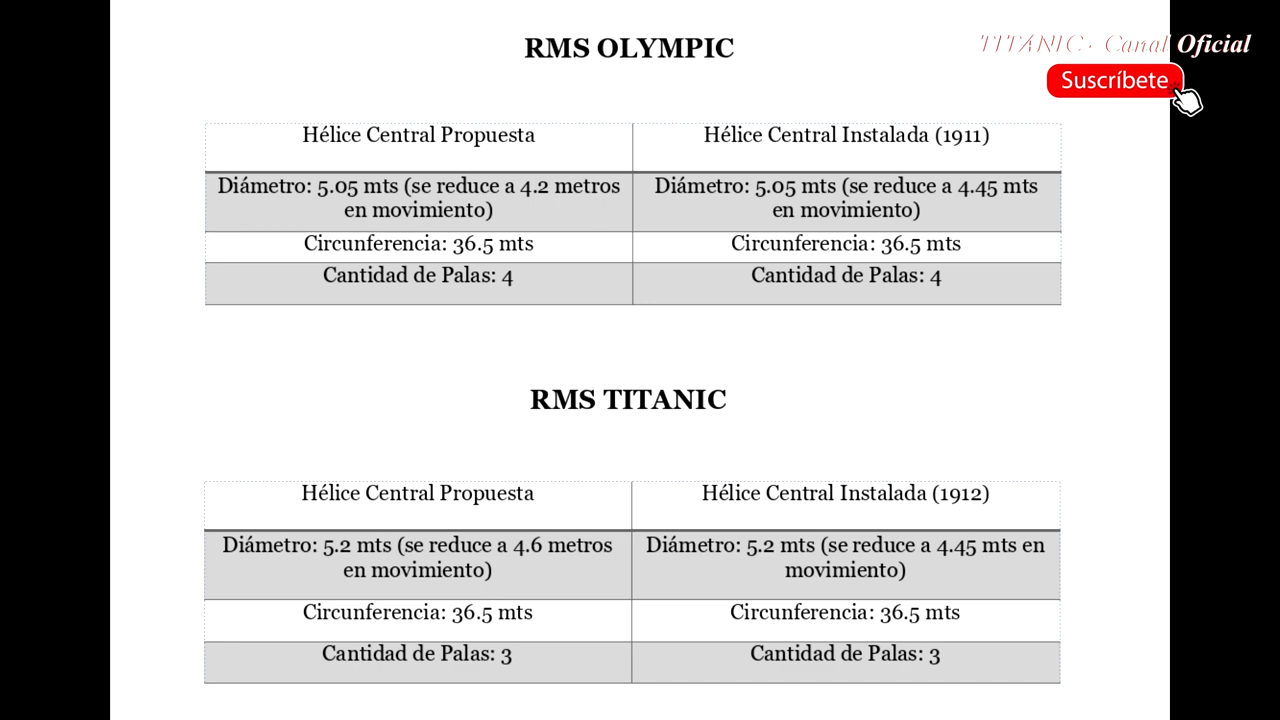 RMS OLYMPIC
TITANIC - Canal Oficial
Suscríbete
Hélice Central Propuesta
Hélice Central Instalada (1911)
Diámetro: 5.05 mts (se reduce a 4.2 metros
en movimiento)
Diámetro: 5.05 mts (se reduce a 4.45 mts
en movimiento)
Circunferencia: 36.5 mts
Circunferencia: 36.5 mts
Cantidad de Palas: 4
Cantidad de Palas: 4
RMS TITANIC
Hélice Central Propuesta
Hélice Central Instalada (1912)
Diámetro: 5.2 mts (se reduce a 4.6 metros
en movimiento)
Diámetro: 5.2 mts (se reduce a 4.45 mts en
movimiento)
Circunferencia: 36.5 mts
Circunferencia: 36.5 mts
Cantidad de Palas: 3
Cantidad de Palas: 3